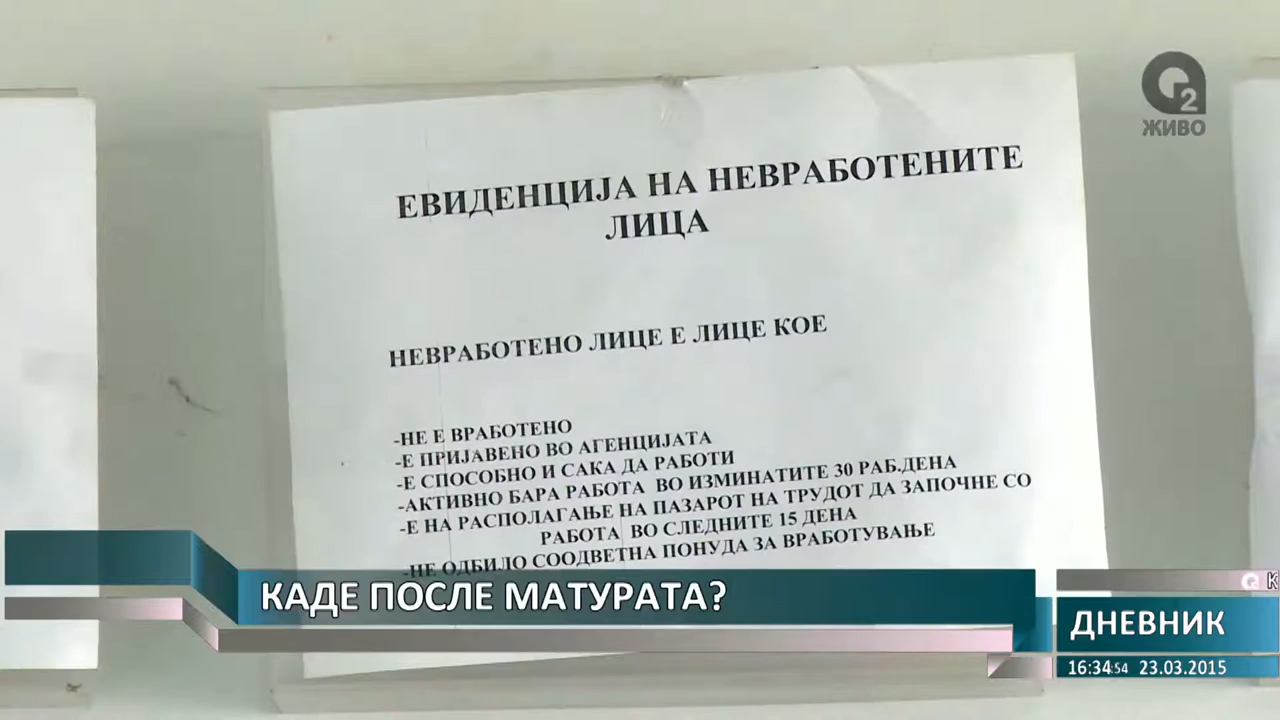 2
ЖИВО
ЕВИДЕНЦИЈА НА НЕВРАБОТЕНИТЕ
ЛИЦА
НЕВРАБОТЕНО ЛИЦЕ Е ЛИЦЕ КОЕ
-НЕ Е ВРАБОТЕНО
-Е ПРИЈАВЕНО ВО АГЕНЦИЈАТА
-Е СПОСОБНО И САКА ДА РАБОТИ
-АКТИВНО БАРА РАБОТА ВО ИЗМИНАТИТЕ 30 РАБ.ДЕНА
-Е НА РАСПОЛАГАЊЕ НА ПАЗАРОТ НА ТРУДОТ ДА ЗАПОЧНЕ СО
РАБОТА ВО СЛЕДНИТЕ 15 ДЕНА
-НЕ ОДБИЛО СООДВЕТНА ПОНУДА ЗА ВРАБОТУВАЊЕ
КАДЕ ПОСЛЕ МАТУРАТА?
К
ДНЕВНИК
16:34:54 23.03.2015